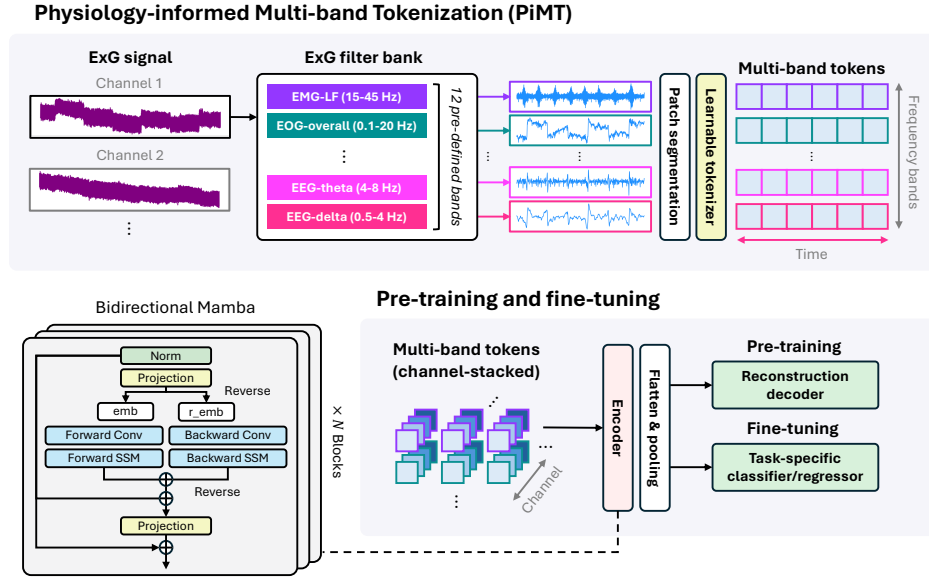 Physiology-informed Multi-band Tokenization (PiMT)
ExG signal
Channel 1
Channel 2
⋮
ExG filter bank
EMG-LF (15-45 Hz)
EOG-overall (0.1-20 Hz)
⋮
EEG-theta (4-8 Hz)
EEG-delta (0.5-4 Hz)
12 pre-defined bands
⋮
⋮
Patch segmentation
Learnable tokenizer
Multi-band tokens
⋮
Frequency bands
Time
Bidirectional Mamba
Norm
Projection
Reverse
emb
r_emb
Forward Conv
Backward Conv
Forward SSM
Backward SSM
Reverse
Projection
× N Blocks
Pre-training and fine-tuning
Multi-band tokens
(channel-stacked)
⋯
...
⋮
Channel
Encoder
Flatten & pooling
Pre-training
Reconstruction
decoder
Fine-tuning
Task-specific
classifier/regressor